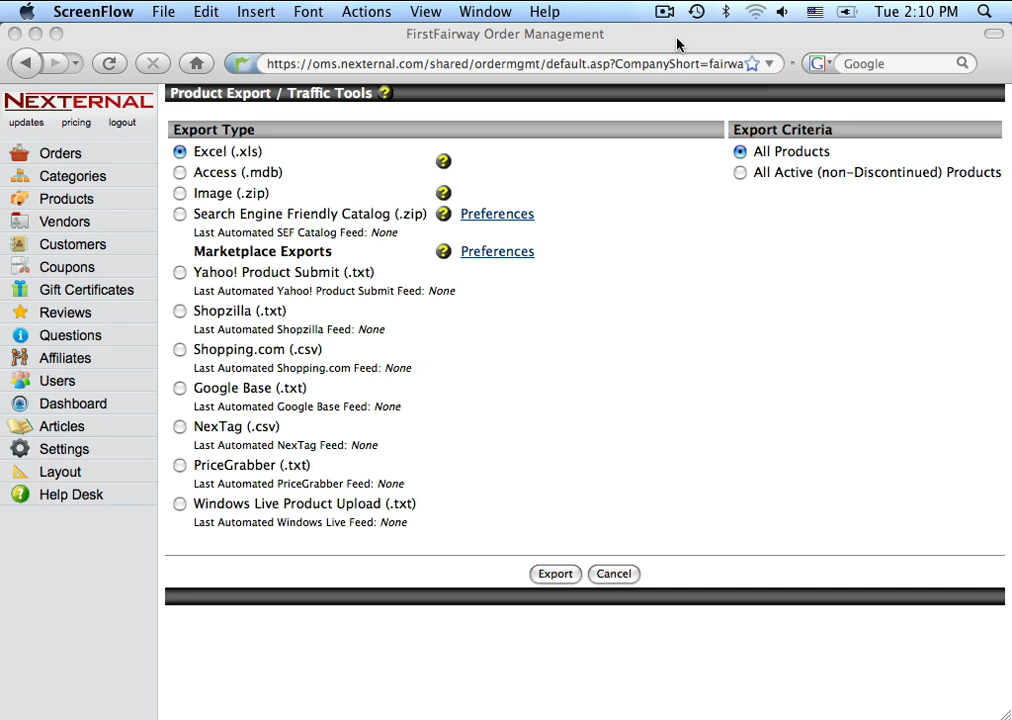 ScreenFlow File Edit Insert Font Actions View Window Help Tue 2:10 PM
FirstFairway Order Management
https://oms.nexternal.com/shared/ordermgmt/default.asp?CompanyShort=fairwa G Google
NEXTERNAL
updates pricing logout
Orders
Categories
Products
Vendors
Customers
Coupons
Gift Certificates
Reviews
Questions
Affiliates
Users
Dashboard
Articles
Settings
Layout
Help Desk
Product Export / Traffic Tools ?
Export Type
Excel (.xls)
?
Access (.mdb)
Image (.zip) ?
Search Engine Friendly Catalog (.zip) ? Preferences
Last Automated SEF Catalog Feed: None
Marketplace Exports ? Preferences
Yahoo! Product Submit (.txt)
Last Automated Yahoo! Product Submit Feed: None
Shopzilla (.txt)
Last Automated Shopzilla Feed: None
Shopping.com (.csv)
Last Automated Shopping.com Feed: None
Google Base (.txt)
Last Automated Google Base Feed: None
NexTag (.csv)
Last Automated NexTag Feed: None
PriceGrabber (.txt)
Last Automated PriceGrabber Feed: None
Windows Live Product Upload (.txt)
Last Automated Windows Live Feed: None
Export Criteria
All Products
All Active (non-Discontinued) Products
Export Cancel